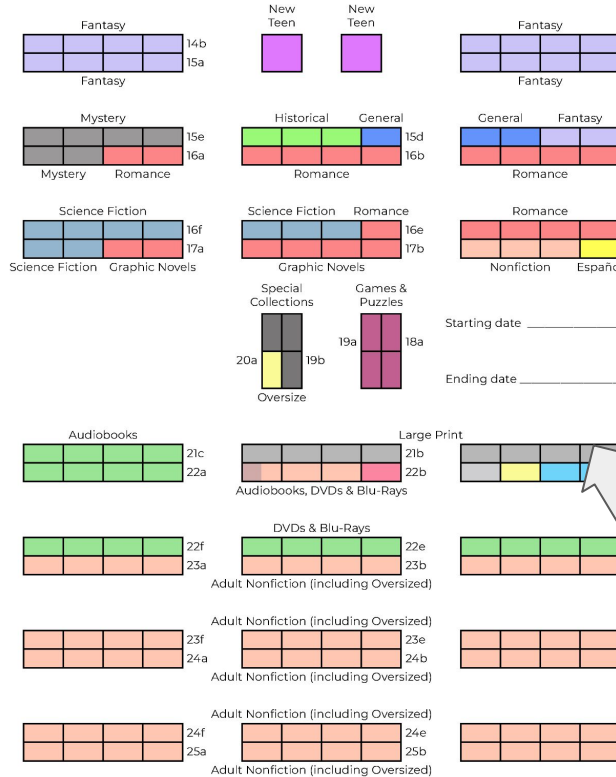 New
Teen
New
Teen
Fantasy
Fantasy
14b
15a
Fantasy
Fantasy
Mystery
Historical
General
General
Fantasy
15e
15d
16a
16b
Mystery
Romance
Romance
Romance
Science Fiction
Science Fiction
Romance
Romance
16f
16e
17a
17b
Science Fiction
Graphic Novels
Graphic Novels
Nonfiction
Special
Collections
Games &
Puzzles
Starting date
19a
18a
20a
19b
Ending date
Oversize
Audiobooks
Large Print
21c
21b
22a
22b
Audiobooks, DVDs & Blu-Rays
DVDs & Blu-Rays
22f
22e
23a
23b
Adult Nonfiction (including Oversized)
Adult Nonfiction (including Oversized)
23f
23e
24a
24b
Adult Nonfiction (including Oversized)
Adult Nonfiction (including Oversized)
24f
24e
25a
25b
Adult Nonfiction (including Oversized)